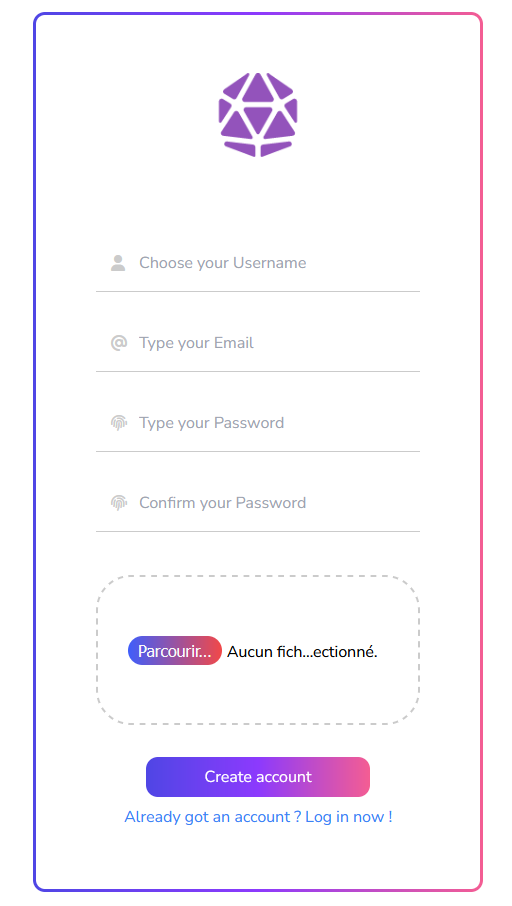 Choose your Username
Type your Email
Type your Password
Confirm your Password
Parcourir... Aucun fich...ectionné.
Create account
Already got an account ? Log in now !